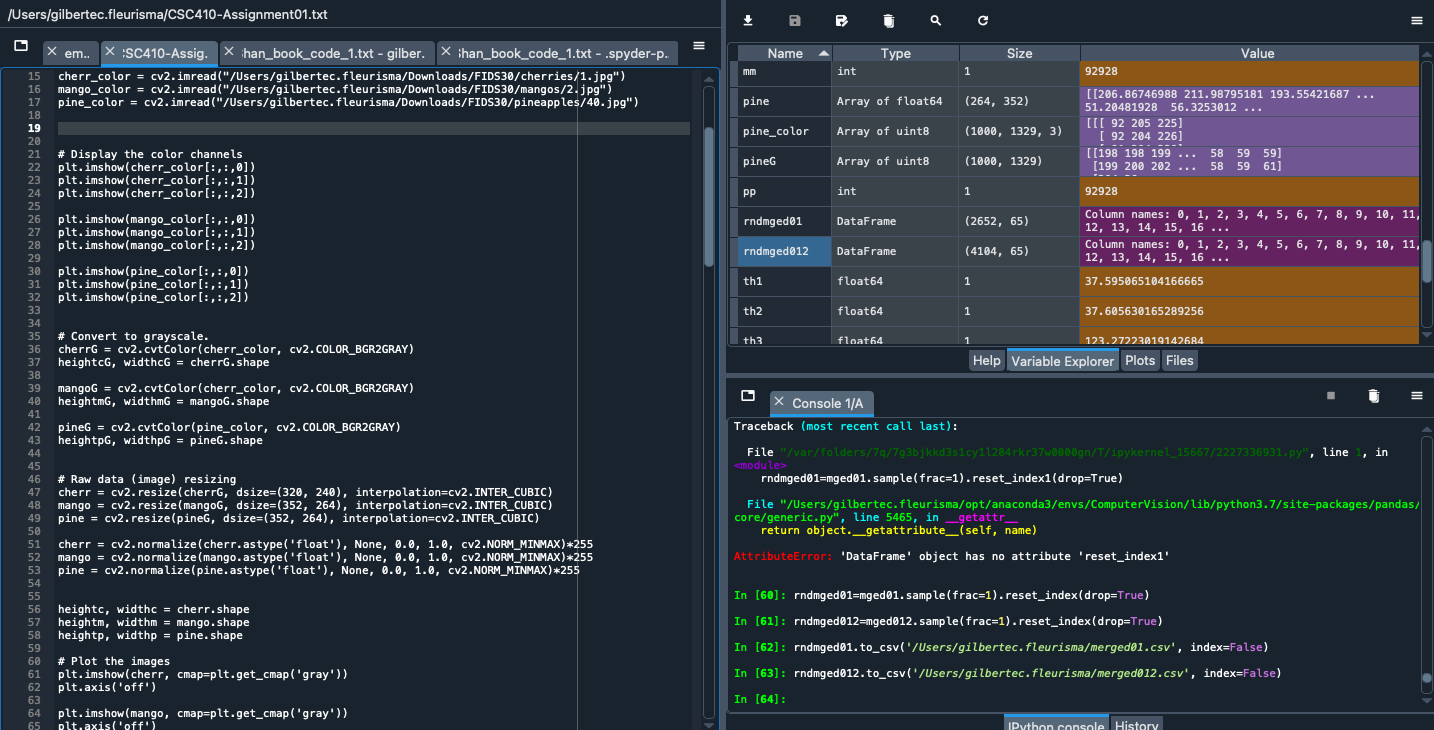 /Users/gilbertec.fleurisma/CSC410-Assignment01.txt
em..
:SC410-Assig.
:han_book_code_1.txt - gilber.
:han_book_code_1.txt - .spyder-p..
15 cherr_color = cv2.imread("/Users/gilbertec.fleurisma/Downloads/FIDS30/cherries/1.jpg")
16 mango_color = cv2.imread("/Users/gilbertec.fleurisma/Downloads/FIDS30/mangos/2.jpg")
17 pine_color = cv2.imread("/Users/gilbertec.fleurisma/Downloads/FIDS30/pineapples/40.jpg")
18
19
20
21 # Display the color channels
22 plt.imshow(cherr_color[:,:,0])
23 plt.imshow(cherr_color[:,:,1])
24 plt.imshow(cherr_color[:,:,2])
25
26 plt.imshow(mango_color[:,:,0])
27 plt.imshow(mango_color[:,:,1])
28 plt.imshow(mango_color[:,:,2])
29
30 plt.imshow(pine_color[:,:,0])
31 plt.imshow(pine_color[:,:,1])
32 plt.imshow(pine_color[:,:,2])
33
34
35 # Convert to grayscale.
36 cherrG = cv2.cvtColor(cherr_color, cv2.COLOR_BGR2GRAY)
37 heightcG, widthcG = cherrG.shape
38
39 mangoG = cv2.cvtColor(cherr_color, cv2.COLOR_BGR2GRAY)
40 heightmG, widthmG = mangoG.shape
41
42 pineG = cv2.cvtColor(pine_color, cv2.COLOR_BGR2GRAY)
43 heightpG, widthpG = pineG.shape
44
45
46 # Raw data (image) resizing
47 cherr = cv2.resize(cherrG, dsize=(320, 240), interpolation=cv2.INTER_CUBIC)
48 mango = cv2.resize(mangoG, dsize=(352, 264), interpolation=cv2.INTER_CUBIC)
49 pine = cv2.resize(pineG, dsize=(352, 264), interpolation=cv2.INTER_CUBIC)
50
51 cherr = cv2.normalize(cherr.astype('float'), None, 0.0, 1.0, cv2.NORM_MINMAX)*255
52 mango = cv2.normalize(mango.astype('float'), None, 0.0, 1.0, cv2.NORM_MINMAX)*255
53 pine = cv2.normalize(pine.astype('float'), None, 0.0, 1.0, cv2.NORM_MINMAX)*255
54
55
56 heightc, widthc = cherr.shape
57 heightm, widthm = mango.shape
58 heightp, widthp = pine.shape
59
60 # Plot the images
61 plt.imshow(cherr, cmap=plt.get_cmap('gray'))
62 plt.axis('off')
63
64 plt.imshow(mango, cmap=plt.get_cmap('gray'))
65 plt.axis('off')
Name Type Size Value
mm int 1 92928
pine Array of float64 (264, 352) [[206.86746988 211.98795181 193.55421687 ...
51.20481928 56.3253012 ...
pine_color Array of uint8 (1000, 1329, 3) [[[ 92 205 225]
[ 92 204 226]
pineG Array of uint8 (1000, 1329) [[198 198 199 ... 58 59 59]
[199 200 202 ... 58 59 61]
pp int 1 92928
rndmged01 DataFrame (2652, 65) Column names: 0, 1, 2, 3, 4, 5, 6, 7, 8, 9, 10, 11,
12, 13, 14, 15, 16 ...
rndmged012 DataFrame (4104, 65) Column names: 0, 1, 2, 3, 4, 5, 6, 7, 8, 9, 10, 11,
12, 13, 14, 15, 16 ...
th1 float64 1 37.595065104166665
th2 float64 1 37.605630165289256
th3 float64 1 123.27223019142684
Help Variable Explorer Plots Files
Console 1/A
Traceback (most recent call last):
File "/var/folders/7q/7g3bjkkd3s1cy1l284rkr37w0000gn/T/ipykernel_15667/2227336931.py", line 1, in
<module>
rndmged01=mged01.sample(frac=1).reset_index1(drop=True)
File "/Users/gilbertec.fleurisma/opt/anaconda3/envs/ComputerVision/lib/python3.7/site-packages/pandas/
core/generic.py", line 5465, in __getattr__
return object.__getattribute__(self, name)
AttributeError: 'DataFrame' object has no attribute 'reset_index1'
In [60]: rndmged01=mged01.sample(frac=1).reset_index(drop=True)
In [61]: rndmged012=mged012.sample(frac=1).reset_index(drop=True)
In [62]: rndmged01.to_csv('/Users/gilbertec.fleurisma/merged01.csv', index=False)
In [63]: rndmged012.to_csv('/Users/gilbertec.fleurisma/merged012.csv', index=False)
In [64]:
IPython console History